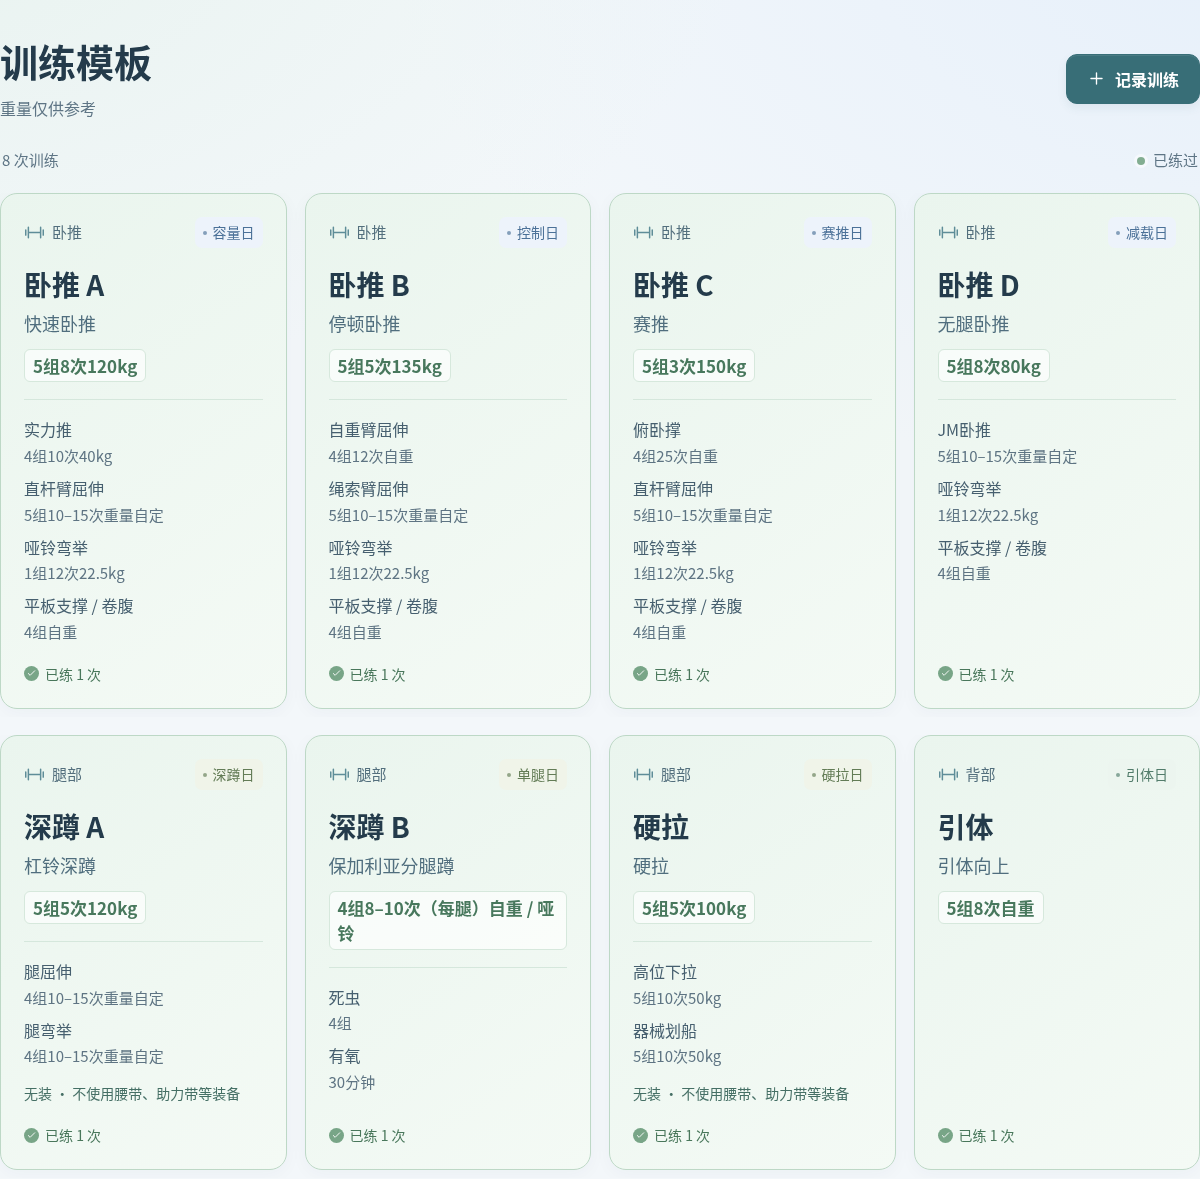 训练模板
重量仅供参考
记录训练
8 次训练
已练过
卧推
容量日
卧推 A
快速卧推
5组8次120kg
实力推
4组10次40kg
直杆臂屈伸
5组10–15次重量自定
哑铃弯举
1组12次22.5kg
平板支撑 / 卷腹
4组自重
已练 1 次
卧推
控制日
卧推 B
停顿卧推
5组5次135kg
自重臂屈伸
4组12次自重
绳索臂屈伸
5组10–15次重量自定
哑铃弯举
1组12次22.5kg
平板支撑 / 卷腹
4组自重
已练 1 次
卧推
赛推日
卧推 C
赛推
5组3次150kg
俯卧撑
4组25次自重
直杆臂屈伸
5组10–15次重量自定
哑铃弯举
1组12次22.5kg
平板支撑 / 卷腹
4组自重
已练 1 次
卧推
减载日
卧推 D
无腿卧推
5组8次80kg
JM卧推
5组10–15次重量自定
哑铃弯举
1组12次22.5kg
平板支撑 / 卷腹
4组自重
已练 1 次
腿部
深蹲日
深蹲 A
杠铃深蹲
5组5次120kg
腿屈伸
4组10–15次重量自定
腿弯举
4组10–15次重量自定
无装 · 不使用腰带、助力带等装备
已练 1 次
腿部
单腿日
深蹲 B
保加利亚分腿蹲
4组8–10次（每腿）自重 / 哑
铃
死虫
4组
有氧
30分钟
已练 1 次
腿部
硬拉日
硬拉
硬拉
5组5次100kg
高位下拉
5组10次50kg
器械划船
5组10次50kg
无装 · 不使用腰带、助力带等装备
已练 1 次
背部
引体日
引体
引体向上
5组8次自重
已练 1 次